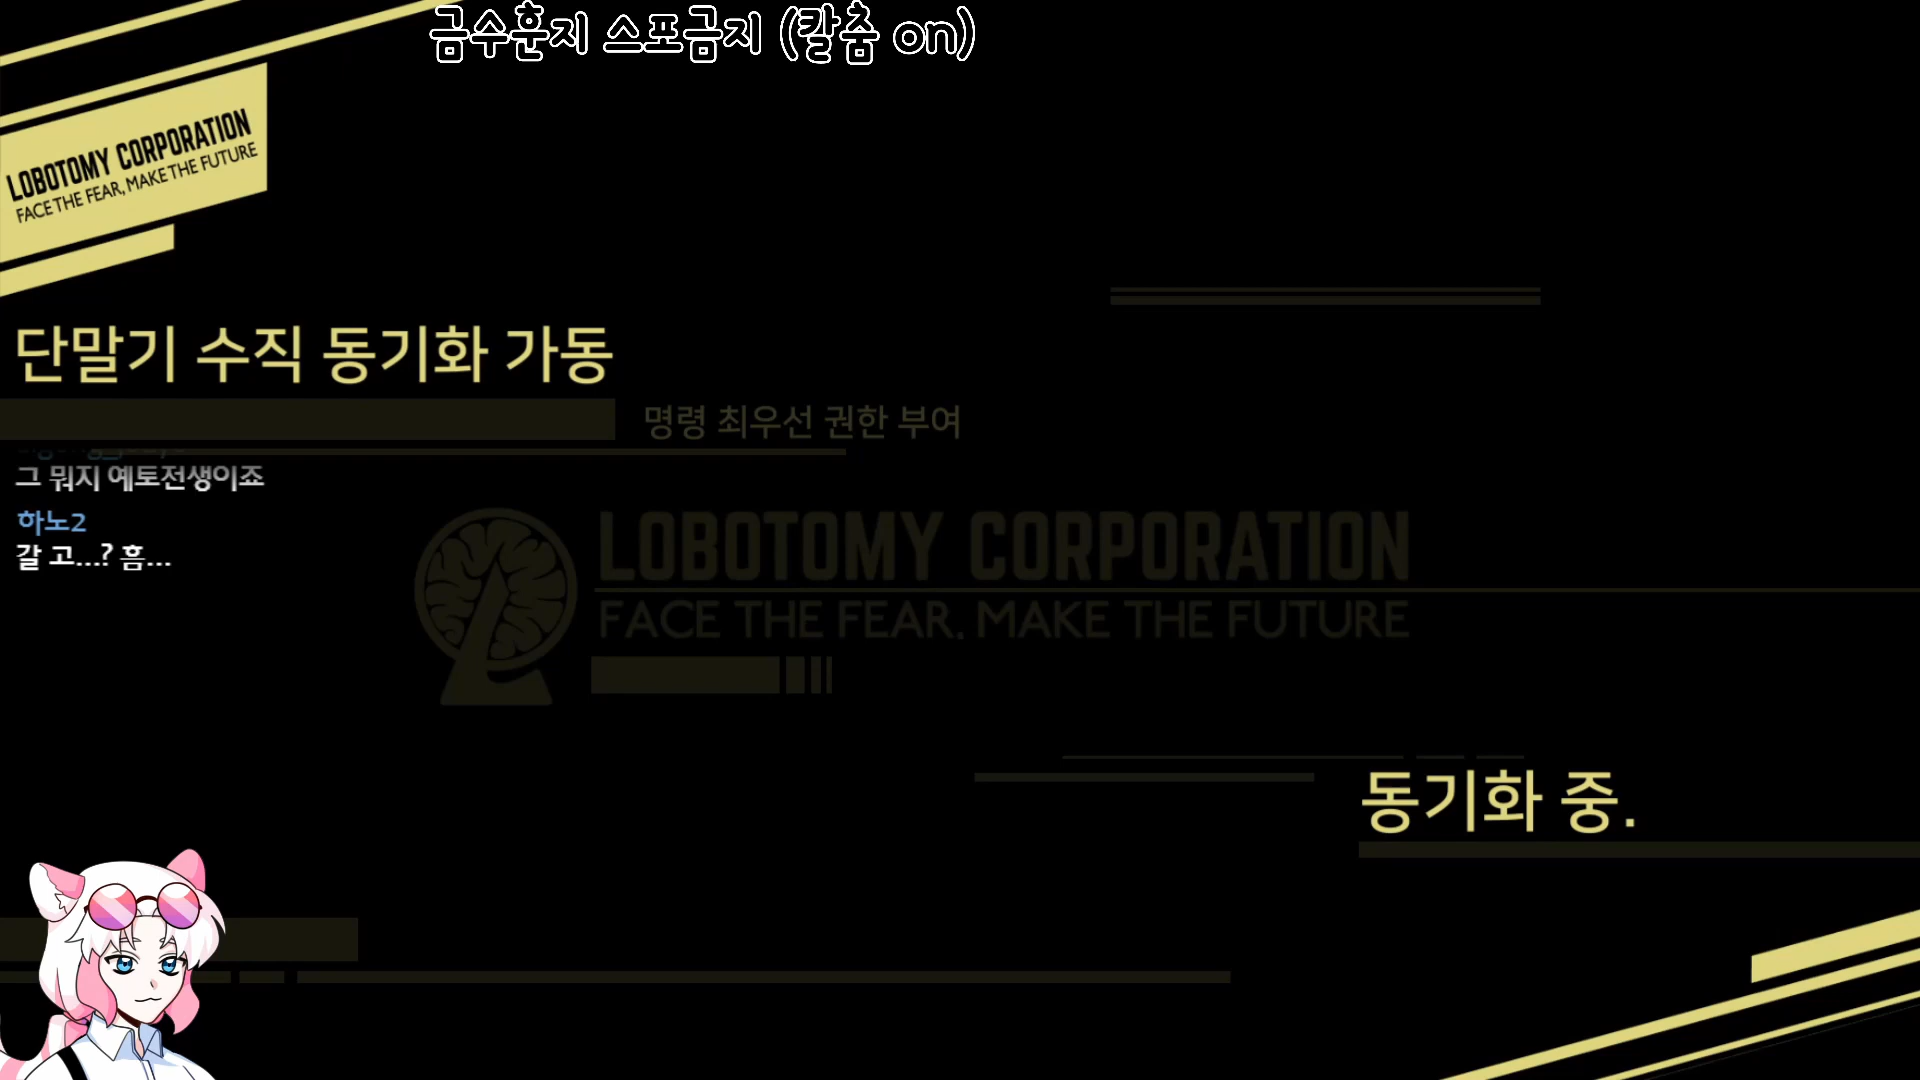 금수훈지 스포금지 (칼춤 on)
LOBOTOMY CORPORATION
FACE THE FEAR, MAKE THE FUTURE
단말기 수직 동기화 가동
명령 최우선 권한 부여
그 뭐지 예토전생이죠
하노2
갈 고...? 흠...
LOBOTOMY CORPORATION
FACE THE FEAR. MAKE THE FUTURE
동기화 중.